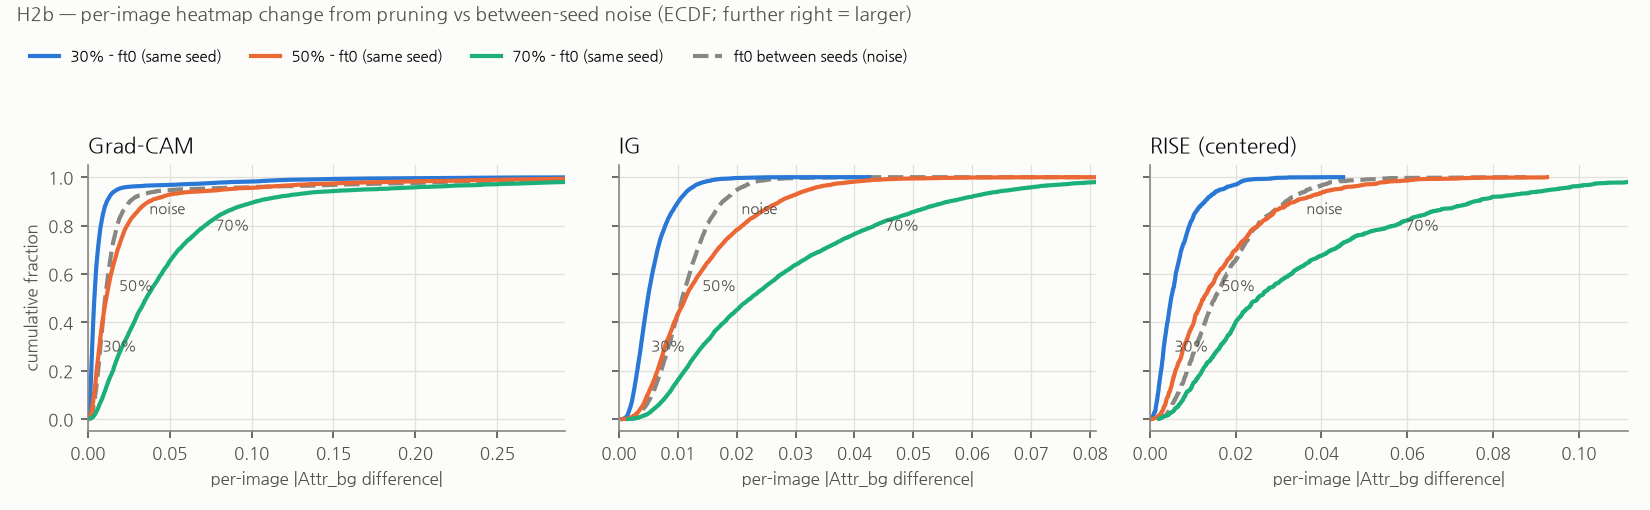 H2b — per-image heatmap change from pruning vs between-seed noise (ECDF; further right = larger)
30% - ft0 (same seed) 50% - ft0 (same seed) 70% - ft0 (same seed) ft0 between seeds (noise)
Grad-CAM
cumulative fraction
1.0
0.8
0.6
0.4
0.2
0.0
noise
70%
50%
30%
0.00 0.05 0.10 0.15 0.20 0.25
per-image |Attr_bg difference|
IG
noise
70%
50%
30%
0.00 0.01 0.02 0.03 0.04 0.05 0.06 0.07 0.08
per-image |Attr_bg difference|
RISE (centered)
noise
70%
50%
30%
0.00 0.02 0.04 0.06 0.08 0.10
per-image |Attr_bg difference|